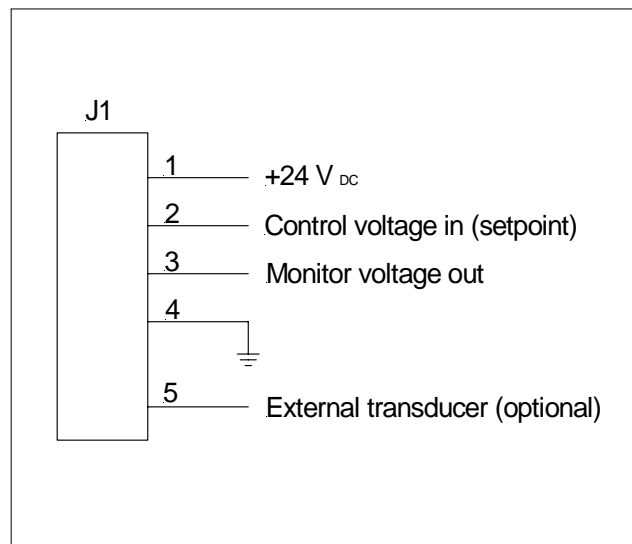 J1
1 +24 V DC
2 Control voltage in (setpoint)
3 Monitor voltage out
4
5 External transducer (optional)